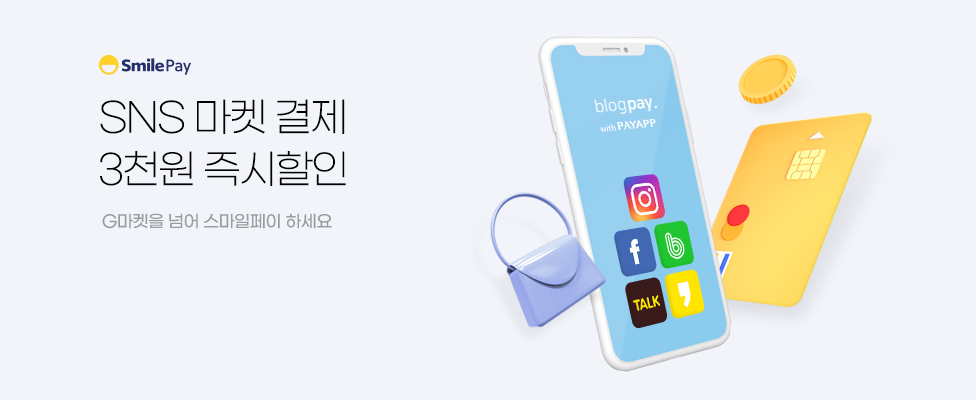 SmilePay
SNS 마켓 결제
3천원 즉시할인
G마켓을 넘어 스마일페이 하세요
blogpay.
with PAYAPP
TALK